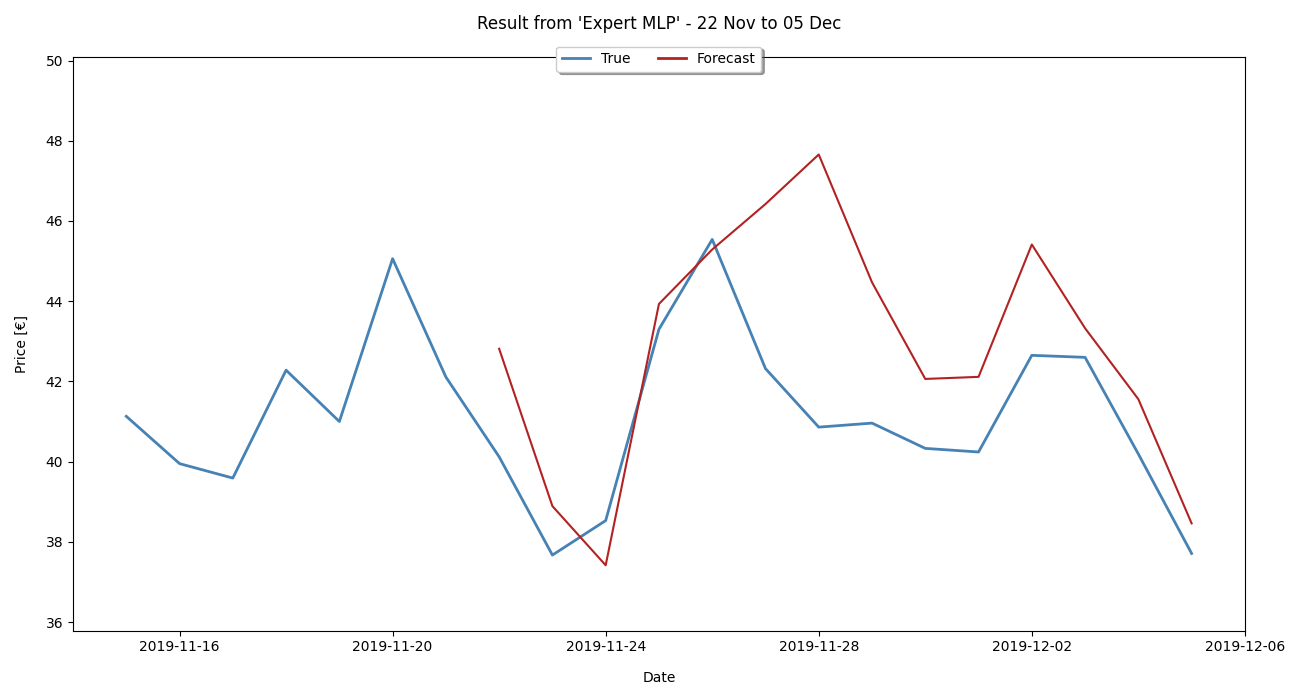 Result from 'Expert MLP' - 22 Nov to 05 Dec
True Forecast
50
48
46
44
42
40
38
36
Price [€]
2019-11-16 2019-11-20 2019-11-24 2019-11-28 2019-12-02 2019-12-06
Date